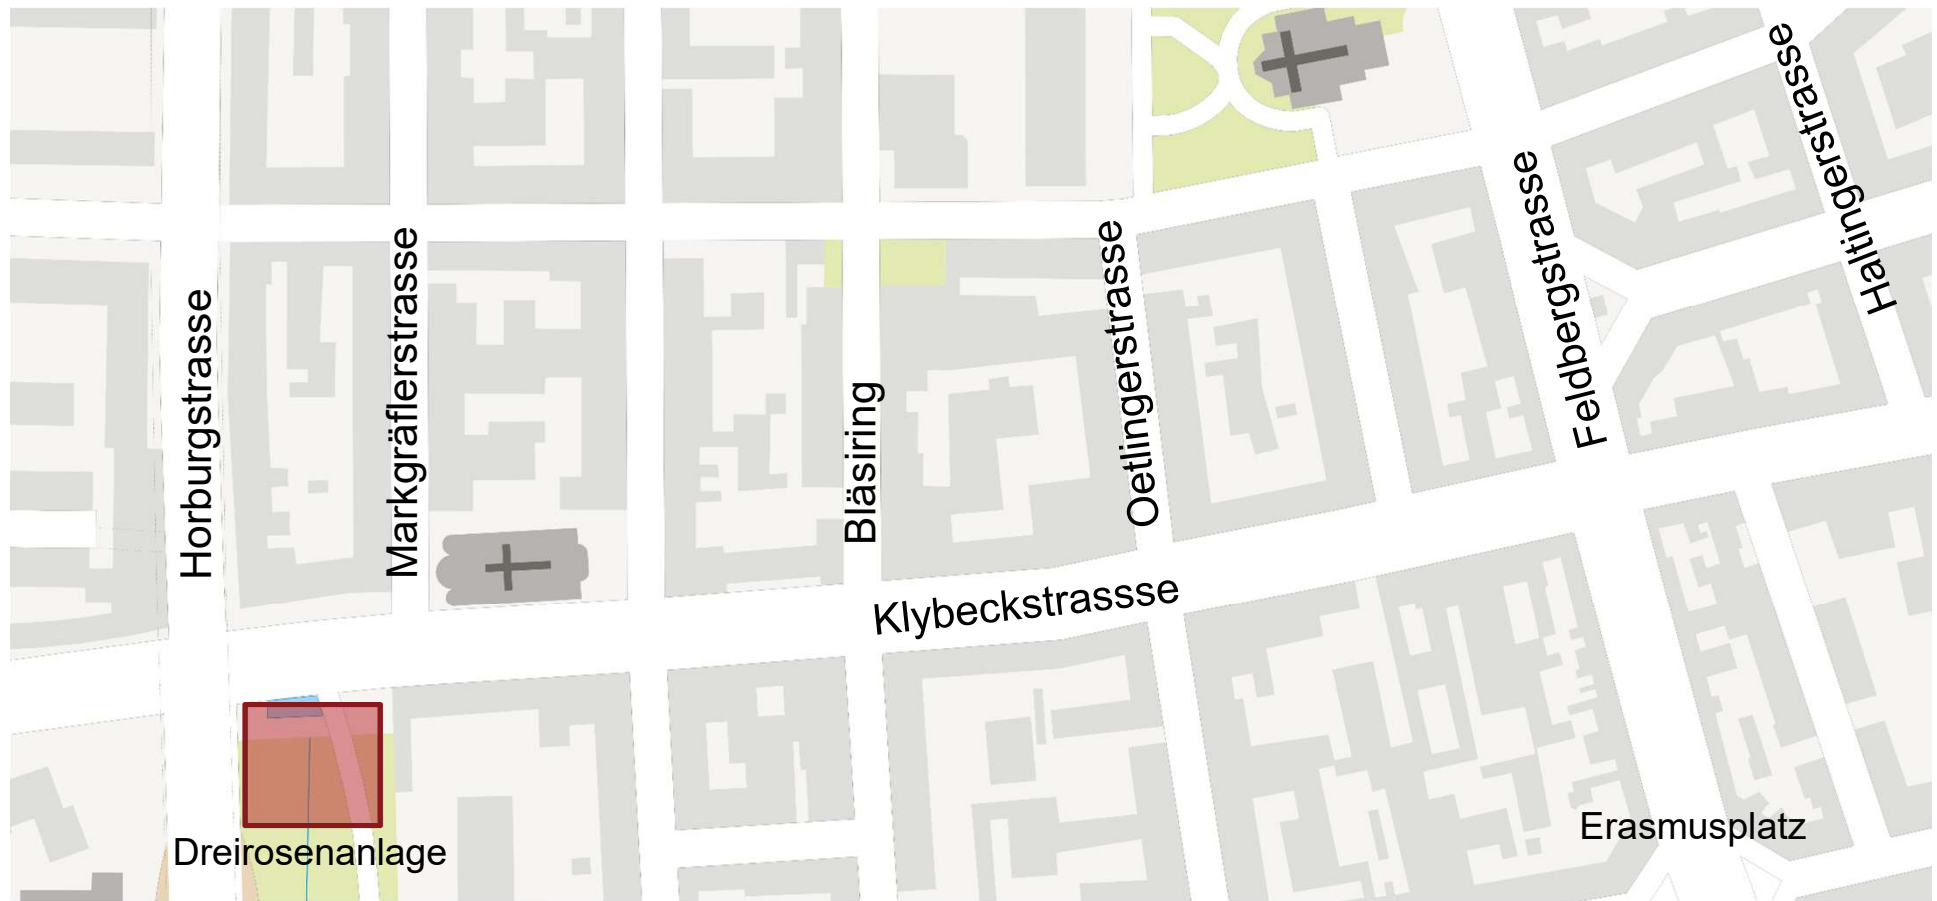 Horburgstrasse
Markgräflerstrasse
Bläsiring
Oetlingerstrasse
Feldbergstrasse
Haltingerstrasse
Klybeckstrassse
Dreirosenanlage
Erasmusplatz